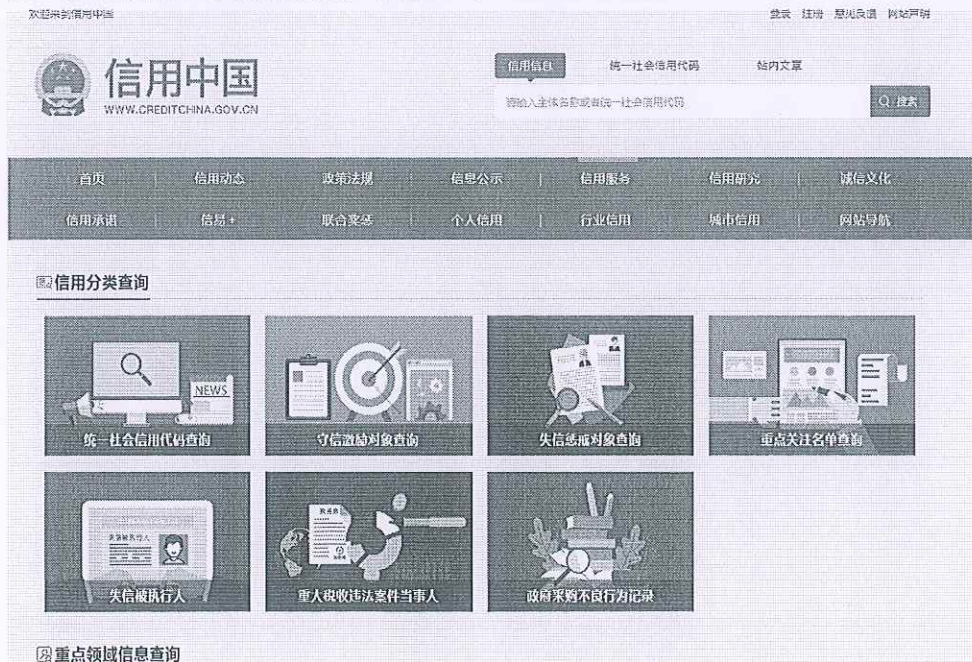 欢迎来到信用中国
登录 注册 意见反馈 网站声明
信用中国
WWW.CREDITCHINA.GOV.CN
信用信息 统一社会信用代码 站内文章
请输入主体名称或者统一社会信用代码
搜索
首页 信用动态 政策法规 信息公示 信用服务 信用研究 诚信文化
信用承诺 信易+ 联合奖惩 个人信用 行业信用 城市信用 网站导航
信用分类查询
NEWS
统一社会信用代码查询
守信激励对象查询
失信惩戒对象查询
重点关注名单查询
失信被执行人
失信被执行人
重大税收违法案件当事人
政府采购不良行为记录
重点领域信息查询